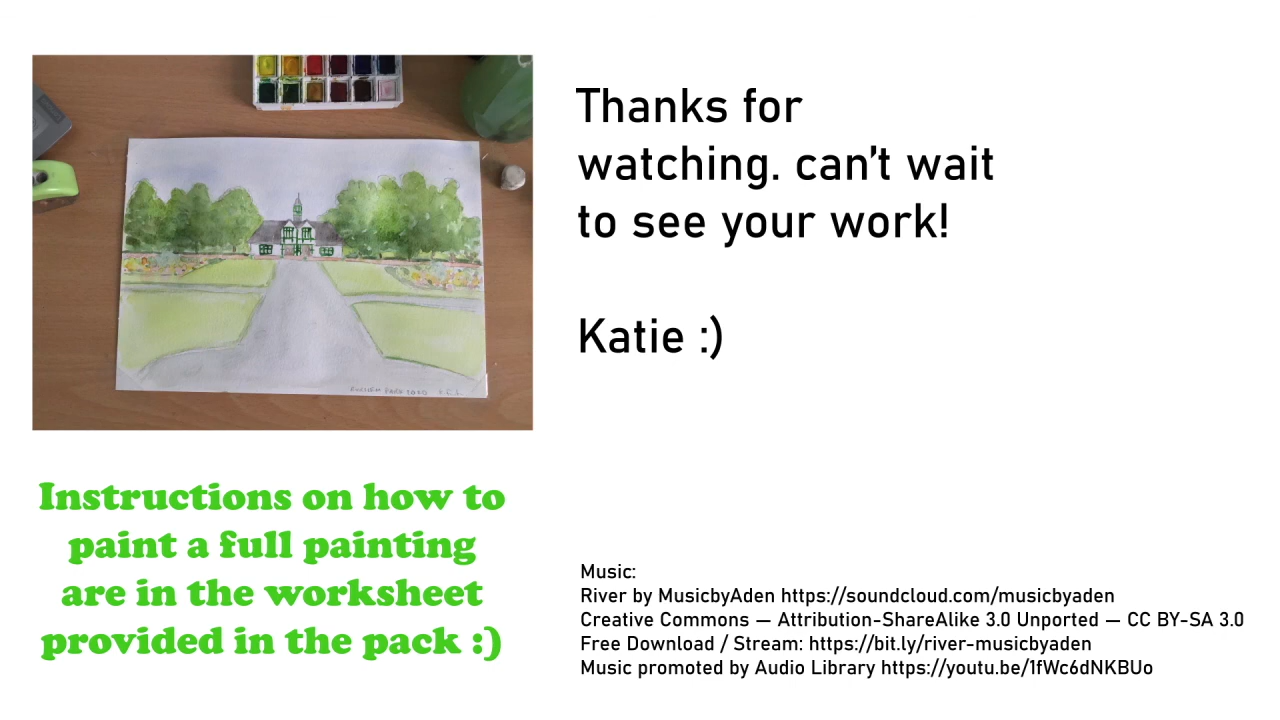 Thanks for
watching. can't wait
to see your work!
Katie :)
Instructions on how to
paint a full painting
are in the worksheet
provided in the pack :)
Music:
River by MusicbyAden https://soundcloud.com/musicbyaden
Creative Commons — Attribution-ShareAlike 3.0 Unported — CC BY-SA 3.0
Free Download / Stream: https://bit.ly/river-musicbyaden
Music promoted by Audio Library https://youtu.be/1fWc6dNKBUo